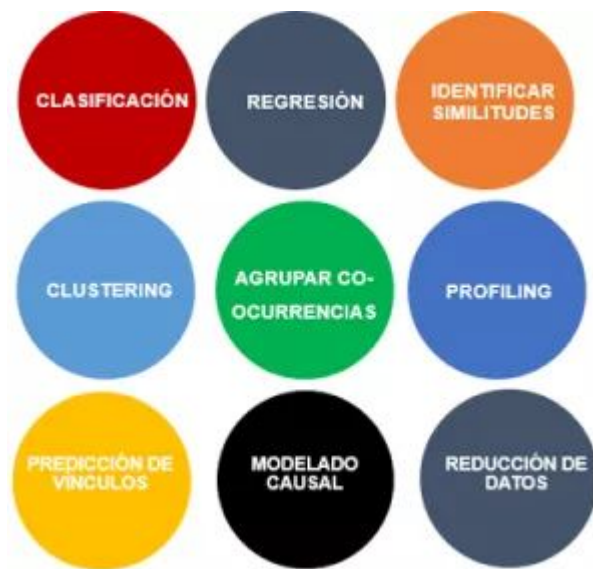 CLASIFICACIÓN
REGRESIÓN
IDENTIFICAR
SIMILITUDES
CLUSTERING
AGRUPAR CO-
OCURRENCIAS
PROFILING
PREDICCIÓN DE
VÍNCULOS
MODELADO
CAUSAL
REDUCCIÓN DE
DATOS